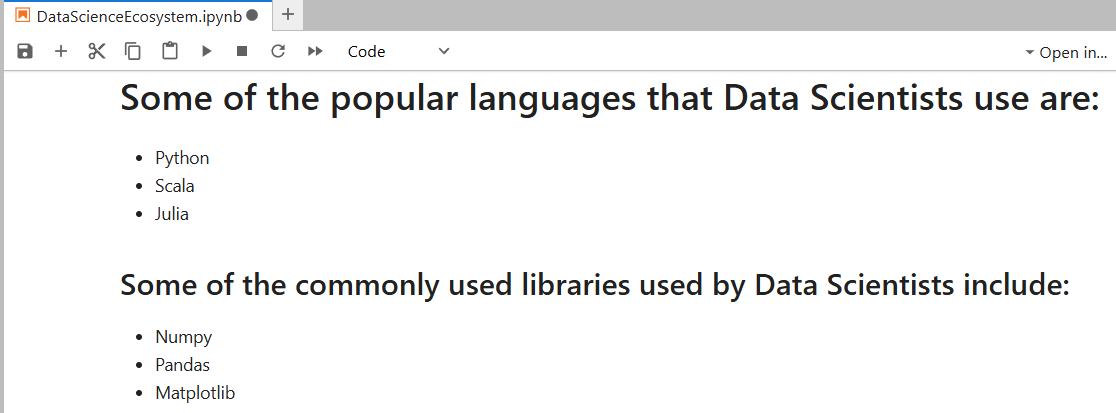 DataScienceEcosystem.ipynb
Code
Open in...
Some of the popular languages that Data Scientists use are:
Python
Scala
Julia
Some of the commonly used libraries used by Data Scientists include:
Numpy
Pandas
Matplotlib